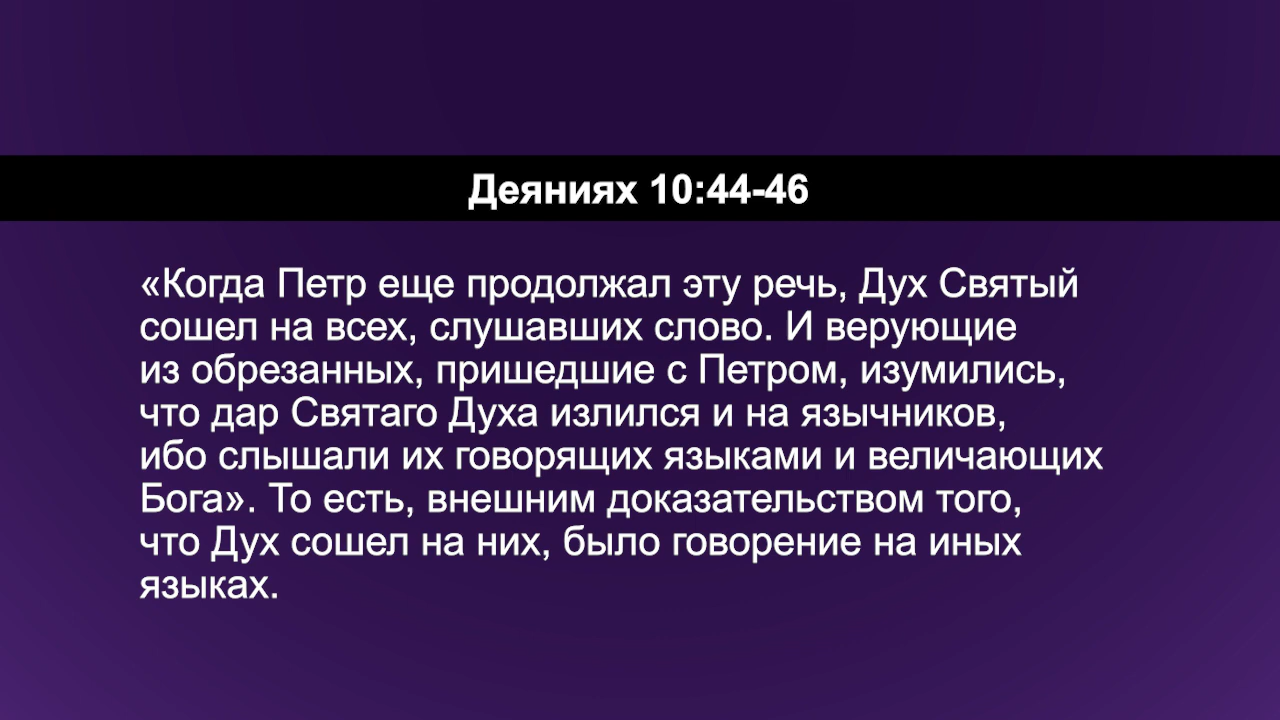 Деяниях 10:44-46
«Когда Петр еще продолжал эту речь, Дух Святый
сошел на всех, слушавших слово. И верующие
из обрезанных, пришедшие с Петром, изумились,
что дар Святаго Духа излился и на язычников,
ибо слышали их говорящих языками и величающих
Бога». То есть, внешним доказательством того,
что Дух сошел на них, было говорение на иных
языках.